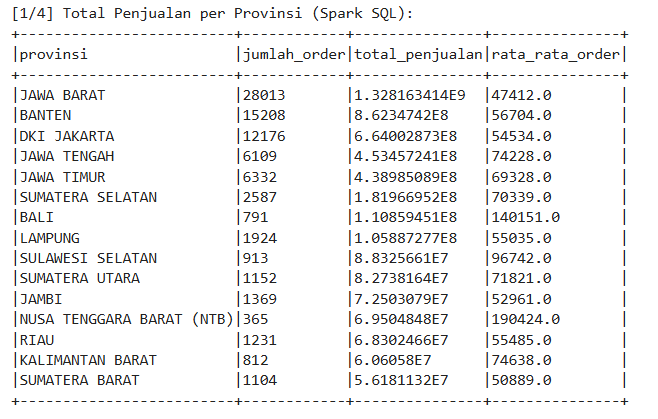 [1/4] Total Penjualan per Provinsi (Spark SQL):
+-------------------------+------------+---------------+---------------+
|provinsi                 |jumlah_order|total_penjualan|rata_rata_order|
+-------------------------+------------+---------------+---------------+
|JAWA BARAT               |28013       |1.328163414E9  |47412.0        |
|BANTEN                   |15208       |8.6234742E8    |56704.0        |
|DKI JAKARTA              |12176       |6.64002873E8   |54534.0        |
|JAWA TENGAH              |6109        |4.53457241E8   |74228.0        |
|JAWA TIMUR               |6332        |4.38985089E8   |69328.0        |
|SUMATERA SELATAN         |2587        |1.81966952E8   |70339.0        |
|BALI                     |791         |1.10859451E8   |140151.0       |
|LAMPUNG                  |1924        |1.05887277E8   |55035.0        |
|SULAWESI SELATAN         |913         |8.8325661E7    |96742.0        |
|SUMATERA UTARA           |1152        |8.2738164E7    |71821.0        |
|JAMBI                    |1369        |7.2503079E7    |52961.0        |
|NUSA TENGGARA BARAT (NTB)|365         |6.9504848E7    |190424.0       |
|RIAU                     |1231        |6.8302466E7    |55485.0        |
|KALIMANTAN BARAT         |812         |6.06058E7      |74638.0        |
|SUMATERA BARAT           |1104        |5.6181132E7    |50889.0        |
+-------------------------+------------+---------------+---------------+